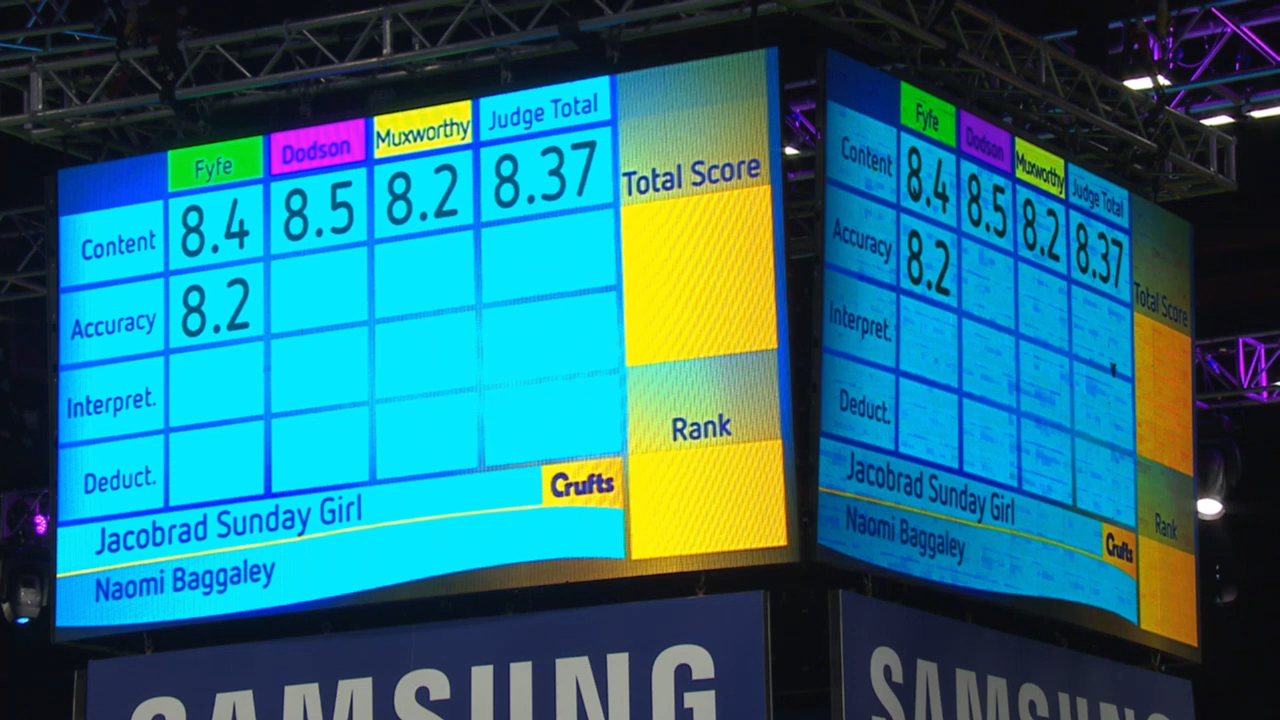 Fyfe Dodson Muxworthy Judge Total
Content 8.4 8.5 8.2 8.37
Total Score
Accuracy 8.2
Interpret.
Rank
Deduct.
Crufts
Jacobrad Sunday Girl
Naomi Baggaley
SAMSUNG
Fyfe Dodson Muxworthy Judge Total
Content 8.4 8.5 8.2 8.37
Accuracy 8.2
Total Score
Interpret.
Deduct.
Rank
Jacobrad Sunday Girl
Crufts
Naomi Baggaley
SAMSUNG